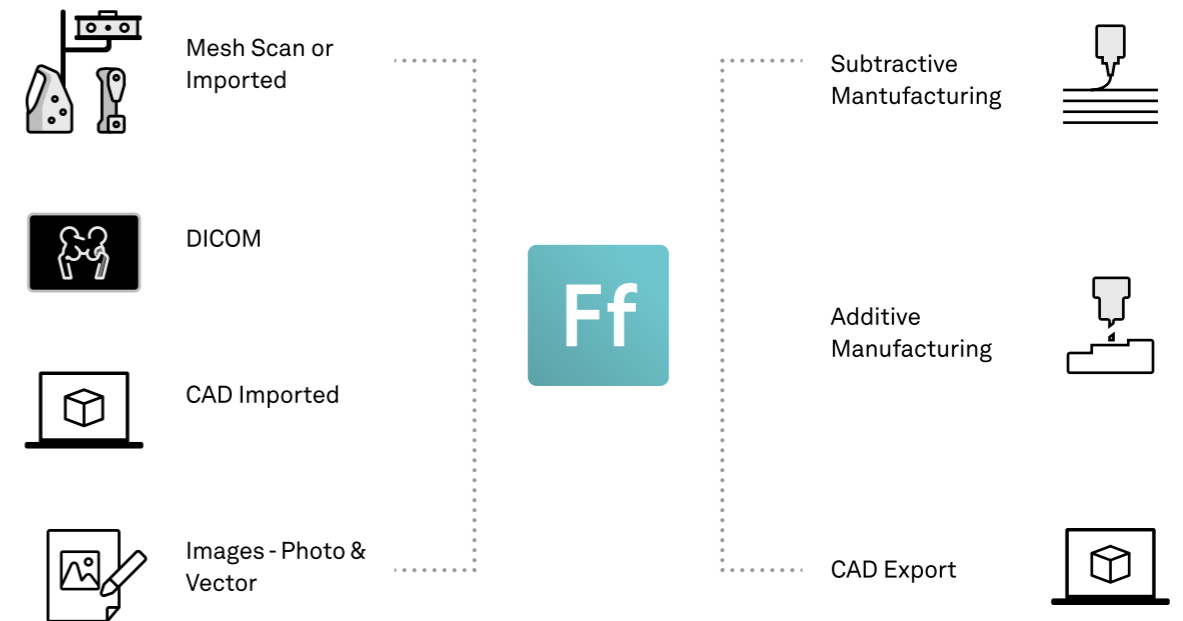 Mesh Scan or
Imported
DICOM
CAD Imported
Images - Photo &
Vector
Ff
Subtractive
Mantufacturing
Additive
Manufacturing
CAD Export